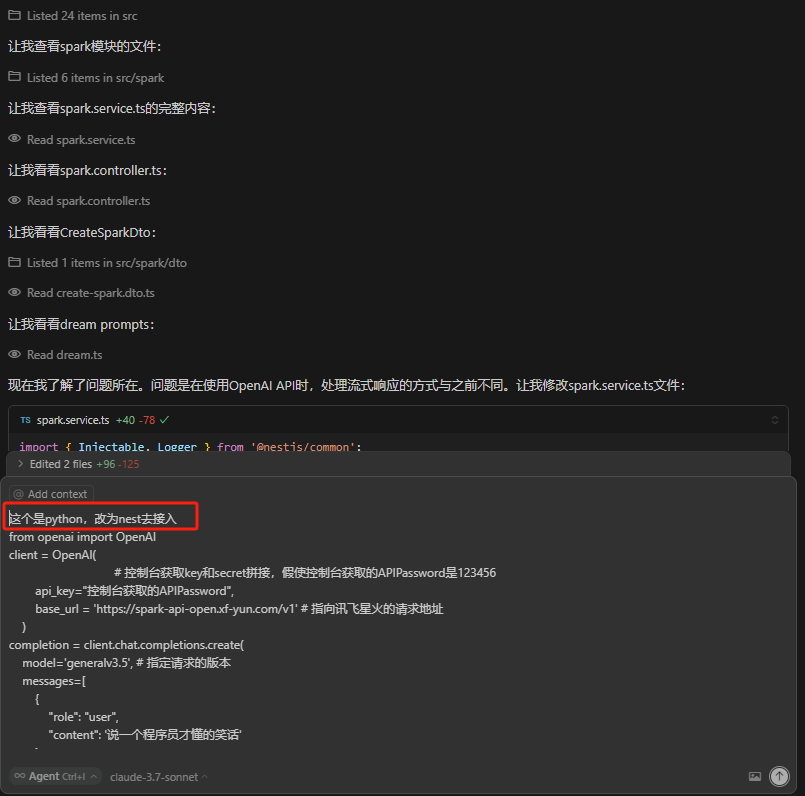 Listed 24 items in src
让我查看spark模块的文件：
Listed 6 items in src/spark
让我查看spark.service.ts的完整内容：
Read spark.service.ts
让我看看spark.controller.ts：
Read spark.controller.ts
让我看看CreateSparkDto：
Listed 1 items in src/spark/dto
Read create-spark.dto.ts
让我看看dream prompts：
Read dream.ts
现在我了解了问题所在。问题是在使用OpenAI API时，处理流式响应的方式与之前不同。让我修改spark.service.ts文件：
TS spark.service.ts +40 -78
import { Injectable, Logger } from '@nestjs/common';
Edited 2 files +96 -125
@ Add context
这个是python，改为nest去接入
from openai import OpenAI
client = OpenAI(
# 控制台获取key和secret拼接，假使控制台获取的APIPassword是123456
api_key="控制台获取的APIPassword",
base_url = 'https://spark-api-open.xf-yun.com/v1' # 指向讯飞星火的请求地址
)
completion = client.chat.completions.create(
model='generalv3.5', # 指定请求的版本
messages=[
{
"role": "user",
"content": '说一个程序员才懂的笑话'
Agent Ctrl+I claude-3.7-sonnet